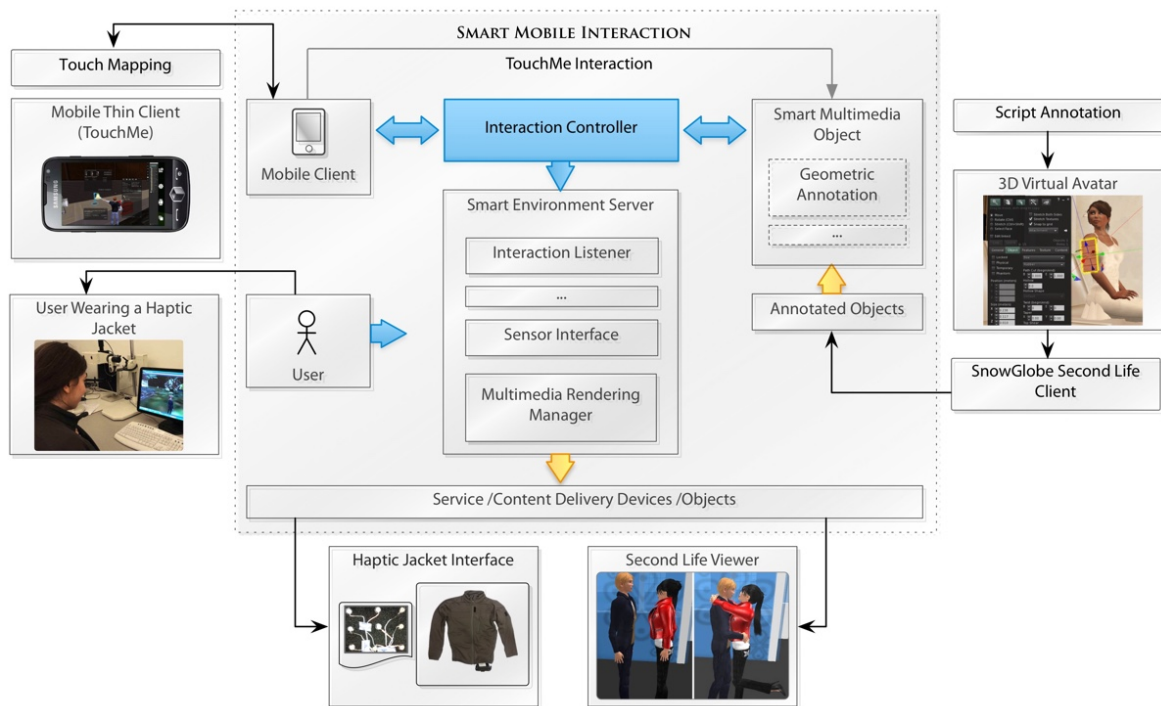 SMART MOBILE INTERACTION
TouchMe Interaction
Touch Mapping
Mobile Thin Client
(TouchMe)
SAMSUNG
Mobile Client
Interaction Controller
Smart Multimedia
Object
Geometric
Annotation
...
Script Annotation
3D Virtual Avatar
Smart Environment Server
Interaction Listener
...
Sensor Interface
Multimedia Rendering
Manager
User Wearing a Haptic
Jacket
User
Annotated Objects
SnowGlobe Second Life
Client
Service /Content Delivery Devices /Objects
Haptic Jacket Interface
Second Life Viewer